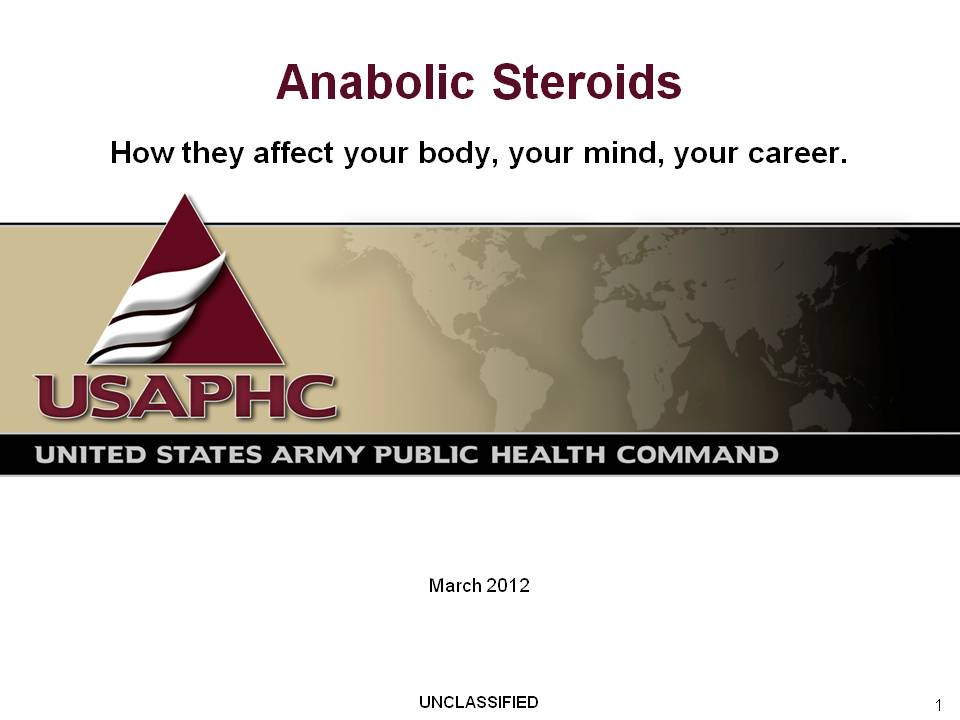 Anabolic Steroids
How they affect your body, your mind, your career.
USAPHC
UNITED STATES ARMY PUBLIC HEALTH COMMAND
March 2012
UNCLASSIFIED
1